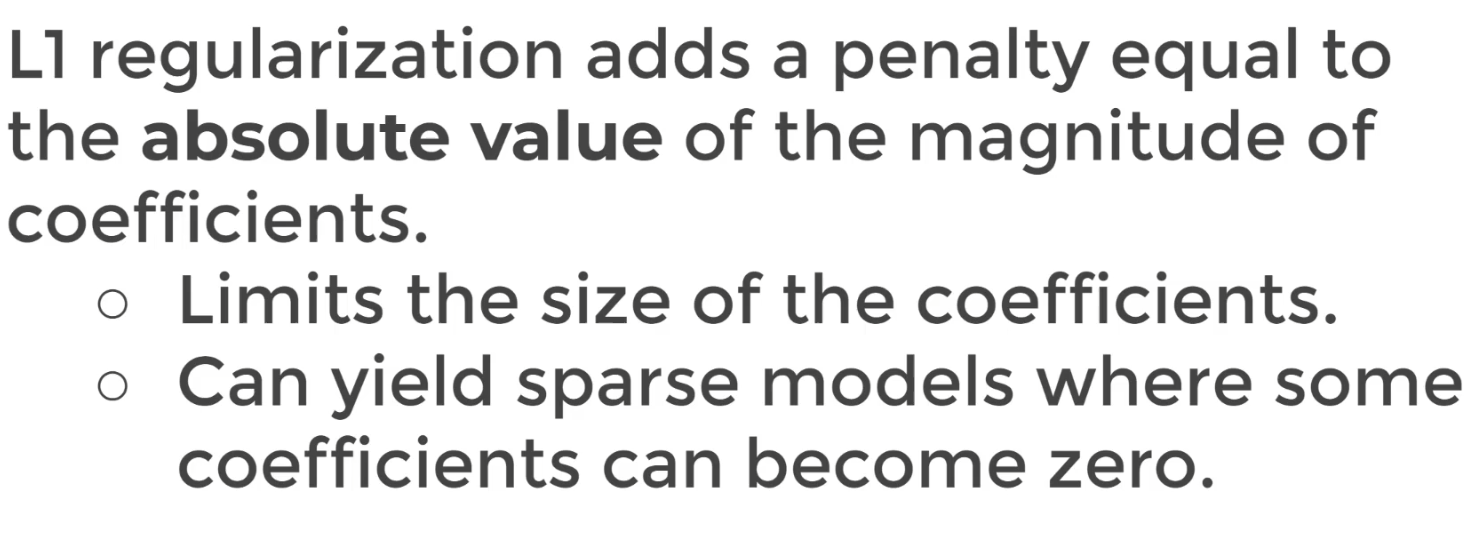 L1 regularization adds a penalty equal to
the absolute value of the magnitude of
coefficients.
○ Limits the size of the coefficients.
○ Can yield sparse models where some
coefficients can become zero.